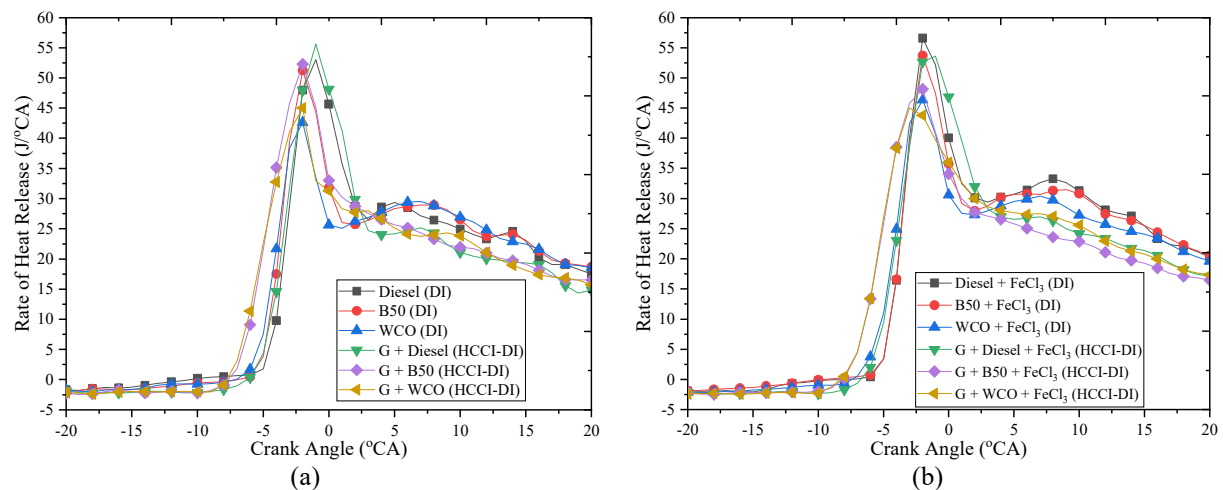 60
55
50
45
40
35
30
25
20
15
10
5
0
-5
Rate of Heat Release (J/ºCA)
Diesel (DI)
B50 (DI)
WCO (DI)
G + Diesel (HCCI-DI)
G + B50 (HCCI-DI)
G + WCO (HCCI-DI)
-20 -15 -10 -5 0 5 10 15 20
Crank Angle (ºCA)
(a)
60
55
50
45
40
35
30
25
20
15
10
5
0
-5
Rate of Heat Release (J/ºCA)
Diesel + FeCl₃ (DI)
B50 + FeCl₃ (DI)
WCO + FeCl₃ (DI)
G + Diesel + FeCl₃ (HCCI-DI)
G + B50 + FeCl₃ (HCCI-DI)
G + WCO + FeCl₃ (HCCI-DI)
-20 -15 -10 -5 0 5 10 15 20
Crank Angle (ºCA)
(b)